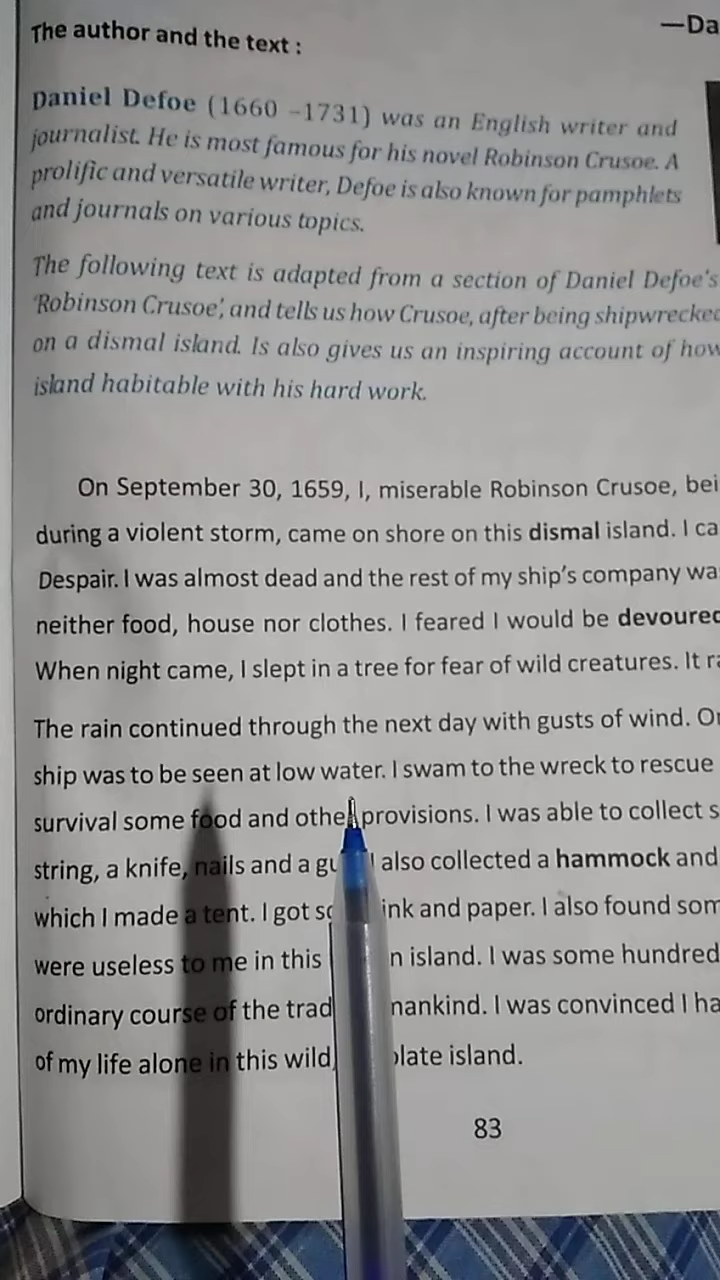 —Da
The author and the text :
Daniel Defoe (1660 –1731) was an English writer and
journalist. He is most famous for his novel Robinson Crusoe. A
prolific and versatile writer, Defoe is also known for pamphlets
and journals on various topics.
The following text is adapted from a section of Daniel Defoe's
'Robinson Crusoe', and tells us how Crusoe, after being shipwrecked
on a dismal island. Is also gives us an inspiring account of how
island habitable with his hard work.
On September 30, 1659, I, miserable Robinson Crusoe, bei
during a violent storm, came on shore on this dismal island. I ca
Despair. I was almost dead and the rest of my ship's company wa
neither food, house nor clothes. I feared I would be devoured
When night came, I slept in a tree for fear of wild creatures. It ra
The rain continued through the next day with gusts of wind. On
ship was to be seen at low water. I swam to the wreck to rescue
survival some food and othe provisions. I was able to collect s
string, a knife, nails and a gu I also collected a hammock and
which I made a tent. I got so ink and paper. I also found som
were useless to me in this n island. I was some hundred
ordinary course of the trad mankind. I was convinced I ha
of my life alone in this wild, olate island.
83